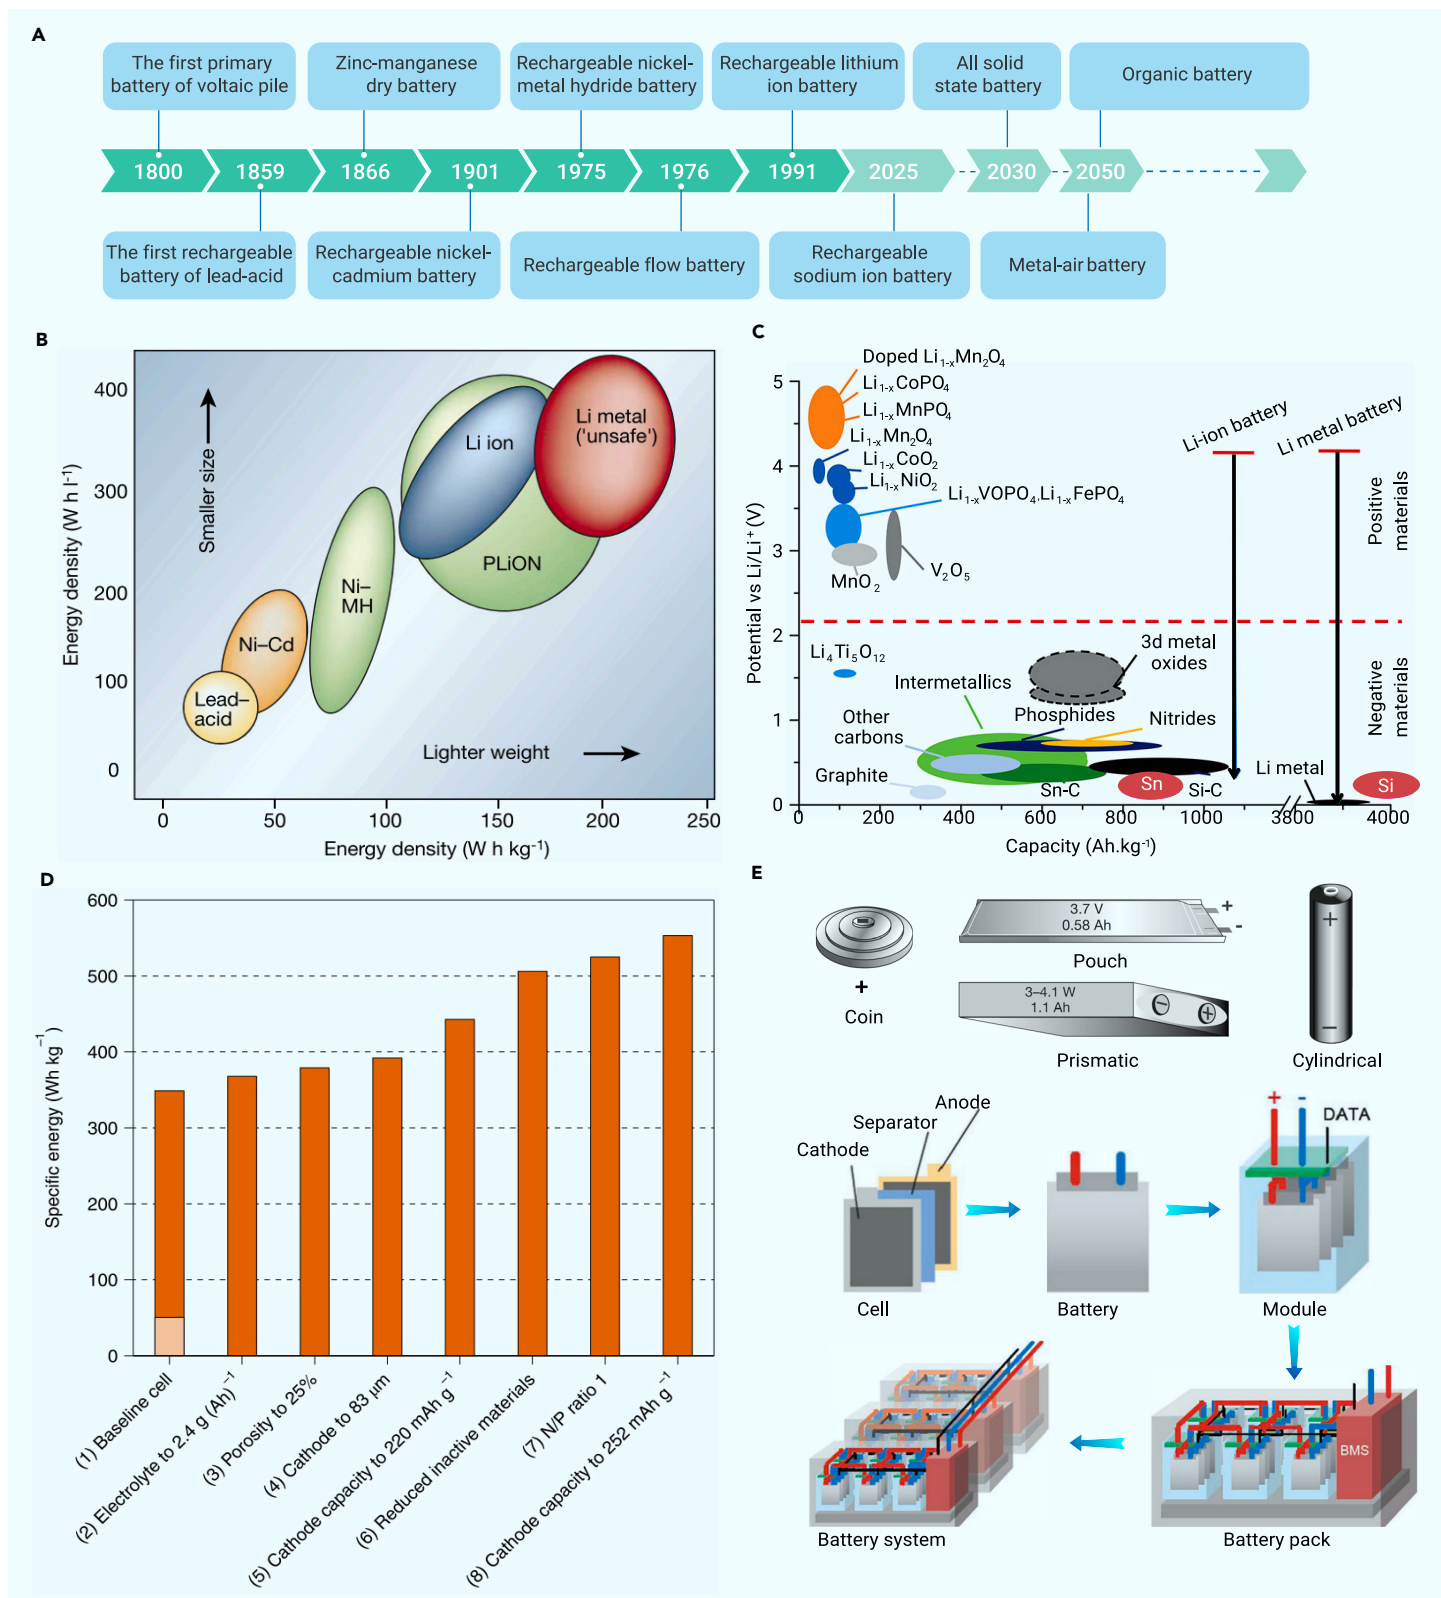 A
The first primary
battery of voltaic pile
Zinc-manganese
dry battery
Rechargeable nickel-
metal hydride battery
Rechargeable lithium
ion battery
All solid
state battery
Organic battery
1800
1859
1866
1901
1975
1976
1991
2025
2030
2050
The first rechargeable
battery of lead-acid
Rechargeable nickel-
cadmium battery
Rechargeable flow battery
Rechargeable
sodium ion battery
Metal-air battery
B
Energy density (W h l⁻¹)
400
300
200
100
0
Smaller size
Lead–
acid
Ni–Cd
Ni–
MH
Li ion
PLiON
Li metal
('unsafe')
Lighter weight
0
50
100
150
200
250
Energy density (W h kg⁻¹)
C
Potential vs Li/Li⁺ (V)
5
4
3
2
1
0
Doped Li₁₋ₓMn₂O₄
Li₁₋ₓCoPO₄
Li₁₋ₓMnPO₄
Li₁₋ₓMn₂O₄
Li₁₋ₓCoO₂
Li₁₋ₓNiO₂
Li₁₋ₓVOPO₄,Li₁₋ₓFePO₄
MnO₂
V₂O₅
Li-ion battery
Li metal battery
Positive
materials
Negative
materials
Li₄Ti₅O₁₂
3d metal
oxides
Intermetallics
Phosphides
Nitrides
Other
carbons
Graphite
Sn-C
Sn
Si-C
Li metal
Si
0
200
400
600
800
1000
3800
4000
Capacity (Ah.kg⁻¹)
D
Specific energy (Wh kg⁻¹)
600
500
400
300
200
100
0
(1) Baseline cell
(2) Electrolyte to 2.4 g (Ah)⁻¹
(3) Porosity to 25%
(4) Cathode to 83 µm
(5) Cathode capacity to 220 mAh g⁻¹
(6) Reduced inactive materials
(7) N/P ratio 1
(8) Cathode capacity to 252 mAh g⁻¹
E
+
Coin
3.7 V
0.58 Ah
+
-
Pouch
3–4.1 W
1.1 Ah
− +
Prismatic
+
−
Cylindrical
Cathode
Separator
Anode
Cell
Battery
+ -
DATA
Module
BMS
Battery pack
Battery system